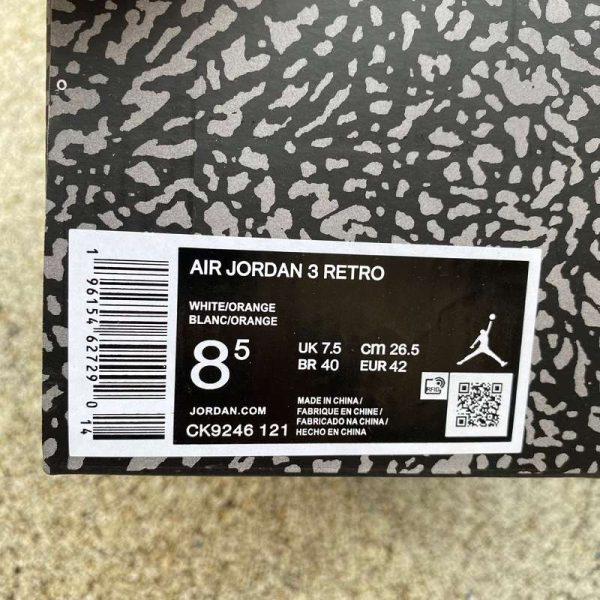 AIR JORDAN 3 RETRO
WHITE/ORANGE
BLANC/ORANGE
8 5
UK 7.5 cm 26.5
BR 40 EUR 42
JORDAN.COM
CK9246 121
MADE IN CHINA /
FABRIQUE EN CHINE /
FABRICADO NA CHINA /
HECHO EN CHINA
RFID
1 96154 62729 0 14